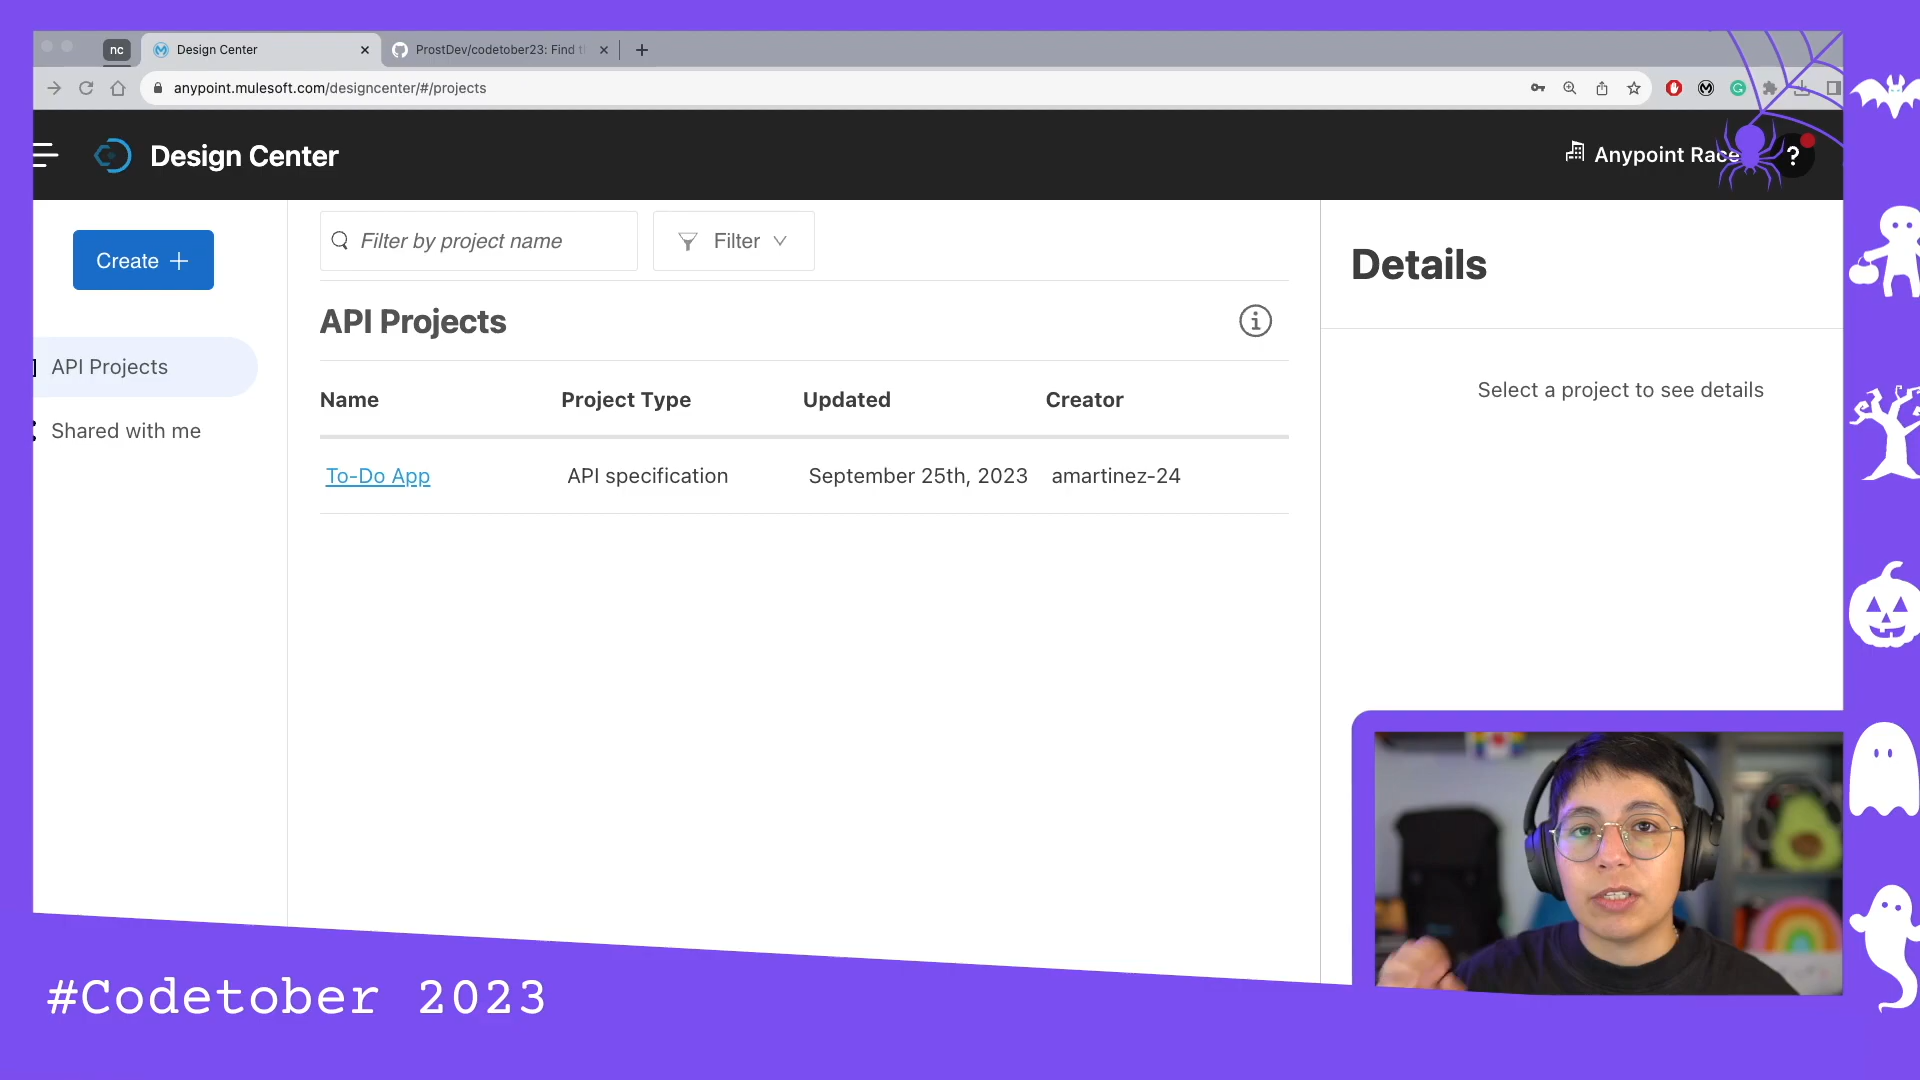 nc
Design Center
ProstDev/codetober23: Find t
anypoint.mulesoft.com/designcenter/#/projects
Design Center
Anypoint Race
?
Create
Filter by project name
Filter
Details
API Projects
API Projects
Shared with me
Name
Project Type
Updated
Creator
Select a project to see details
To-Do App
API specification
September 25th, 2023
amartinez-24
#Codetober 2023